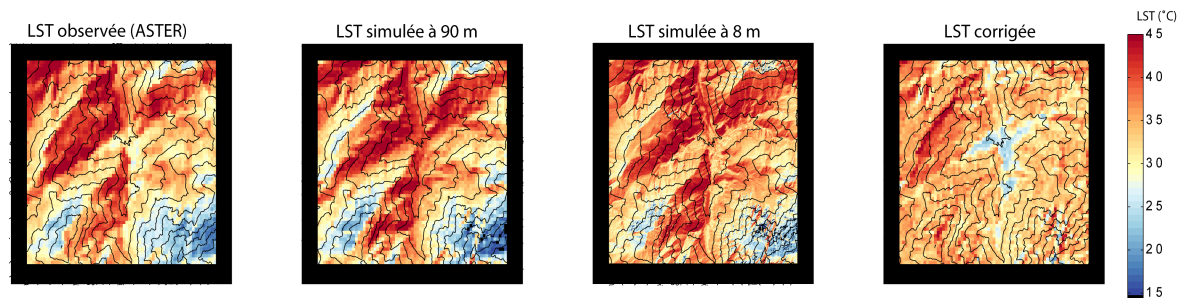 LST observée (ASTER)
LST simulée à 90 m
LST simulée à 8 m
LST corrigée
LST (°C)
45
40
35
30
25
20
15